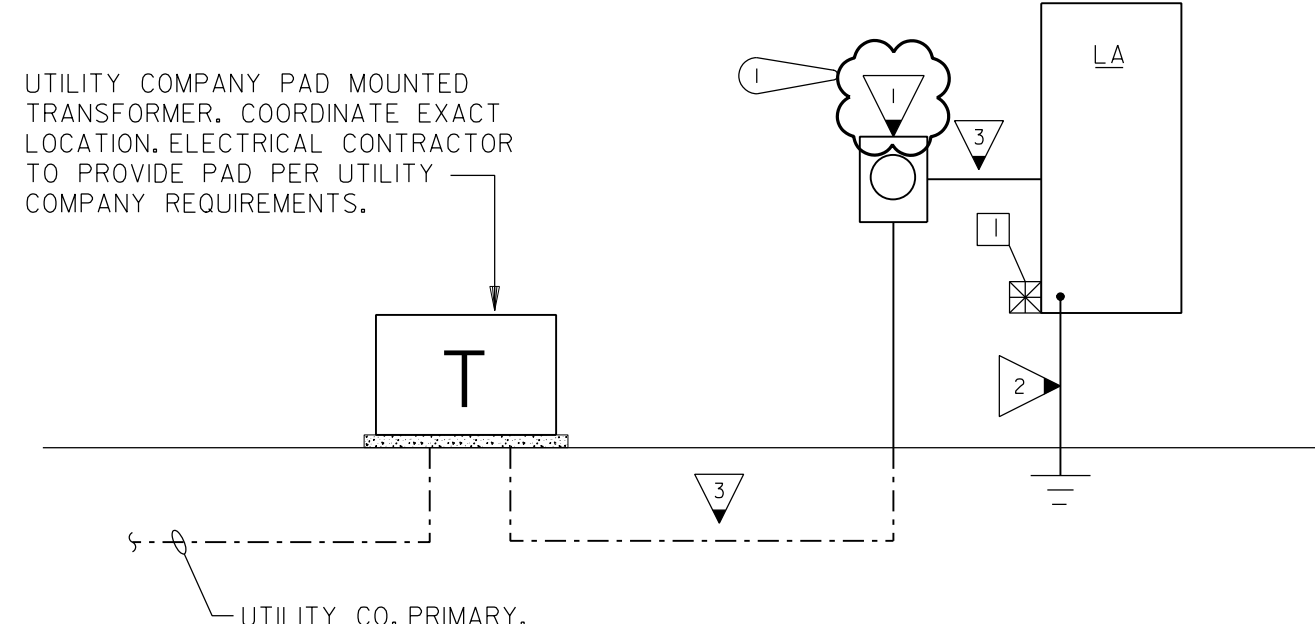 UTILITY COMPANY PAD MOUNTED
TRANSFORMER. COORDINATE EXACT
LOCATION. ELECTRICAL CONTRACTOR
TO PROVIDE PAD PER UTILITY
COMPANY REQUIREMENTS.
1
1
3
LA
1
T
2
3
UTILITY CO. PRIMARY.